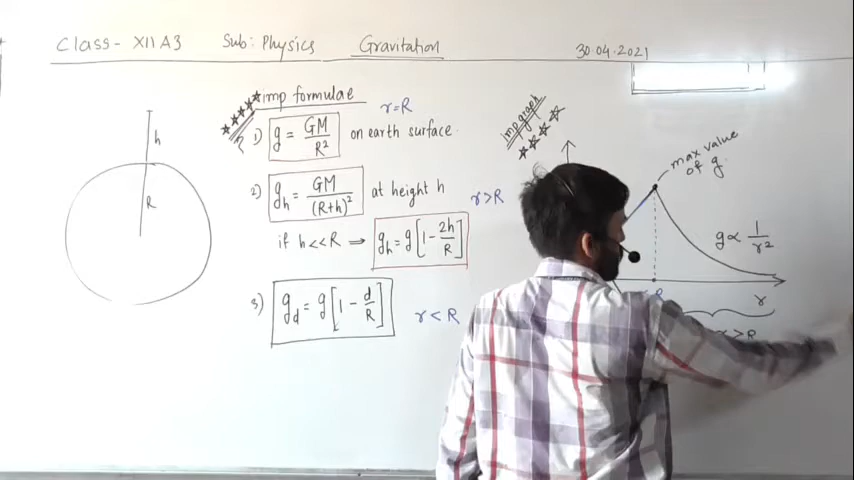 Class- XII A3 Sub: Physics Gravitation 30.04.2021
imp formulae
r=R
1) g = GM/R² on earth surface.
2) g_h = GM/(R+h)² at height h r>R
if h<<R ⇒ g_h = g[1-2h/R]
3) g_d = g[1-d/R] r<R
h
R
imp graph
max value
of g.
g∝ 1/r²
r
R
r>R